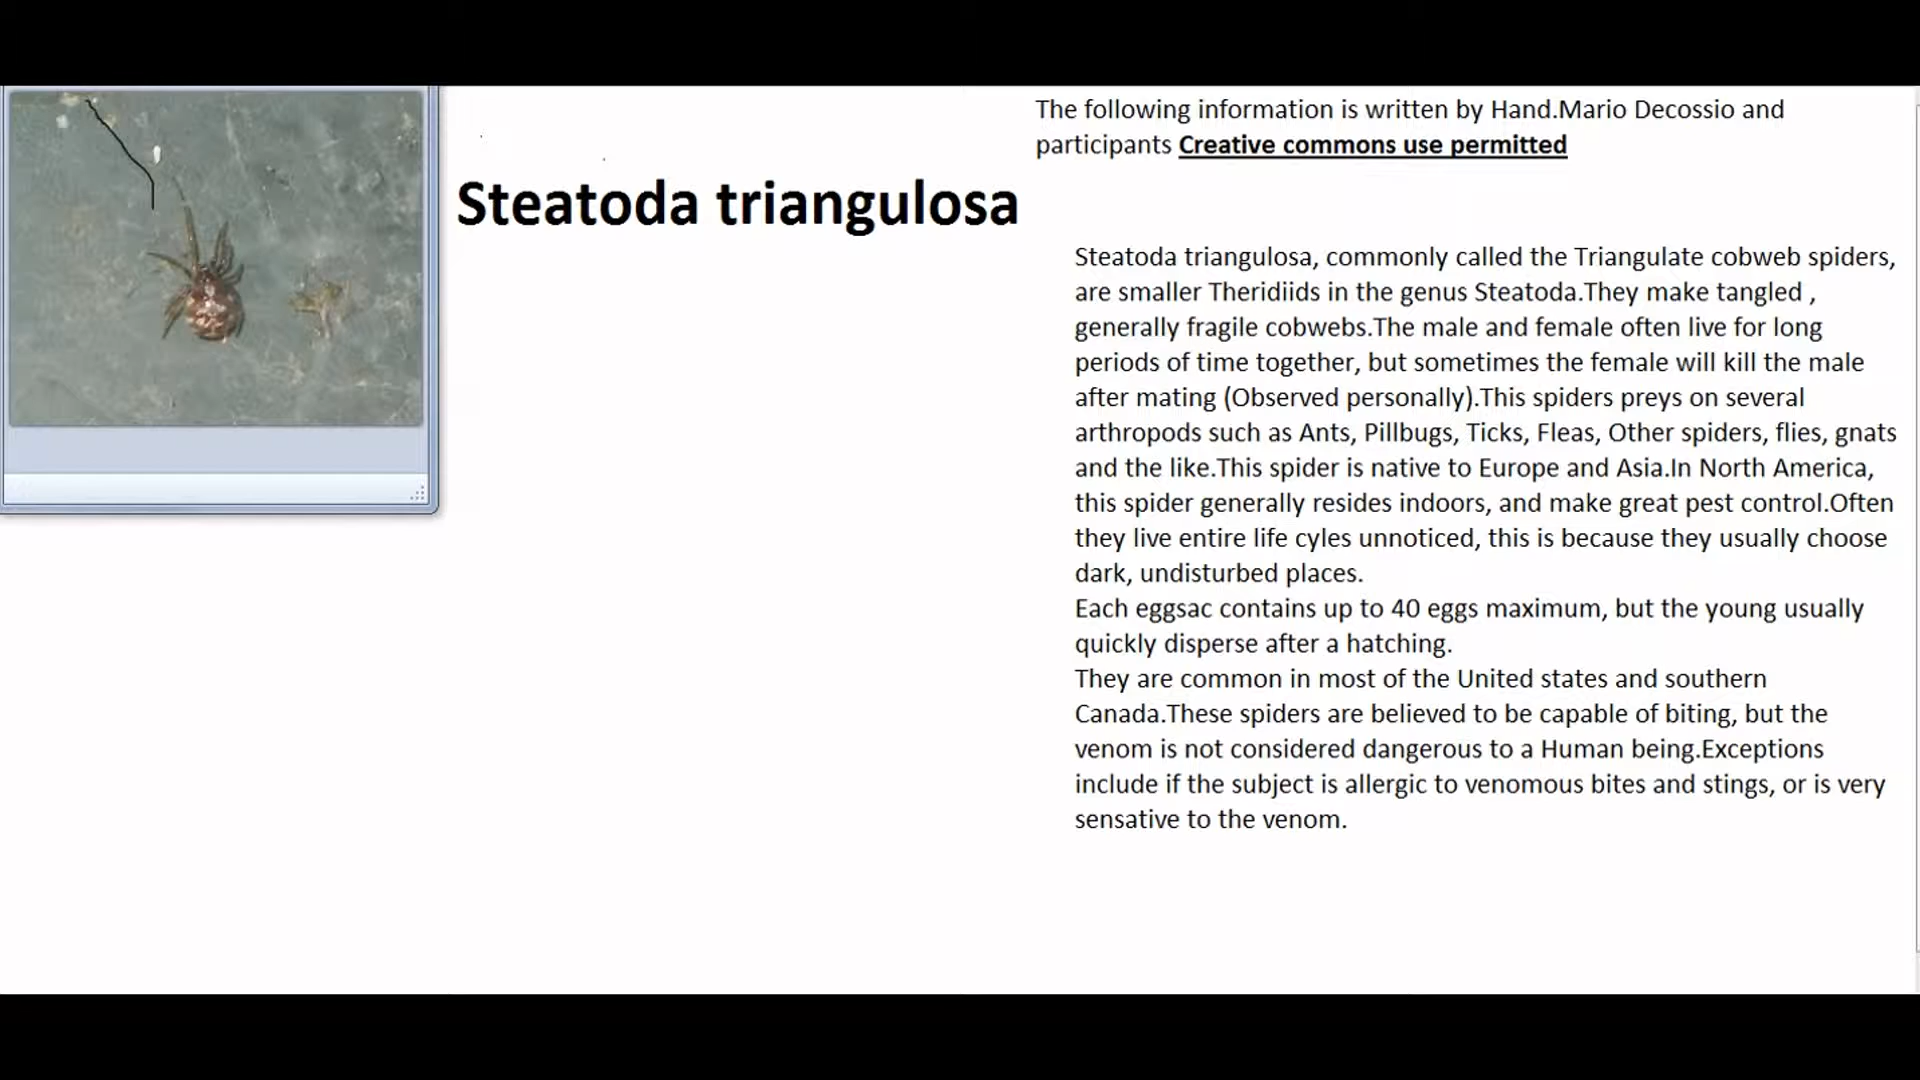 The following information is written by Hand.Mario Decossio and
participants Creative commons use permitted
Steatoda triangulosa
Steatoda triangulosa, commonly called the Triangulate cobweb spiders,
are smaller Theridiids in the genus Steatoda.They make tangled ,
generally fragile cobwebs.The male and female often live for long
periods of time together, but sometimes the female will kill the male
after mating (Observed personally).This spiders preys on several
arthropods such as Ants, Pillbugs, Ticks, Fleas, Other spiders, flies, gnats
and the like.This spider is native to Europe and Asia.In North America,
this spider generally resides indoors, and make great pest control.Often
they live entire life cyles unnoticed, this is because they usually choose
dark, undisturbed places.
Each eggsac contains up to 40 eggs maximum, but the young usually
quickly disperse after a hatching.
They are common in most of the United states and southern
Canada.These spiders are believed to be capable of biting, but the
venom is not considered dangerous to a Human being.Exceptions
include if the subject is allergic to venomous bites and stings, or is very
sensative to the venom.